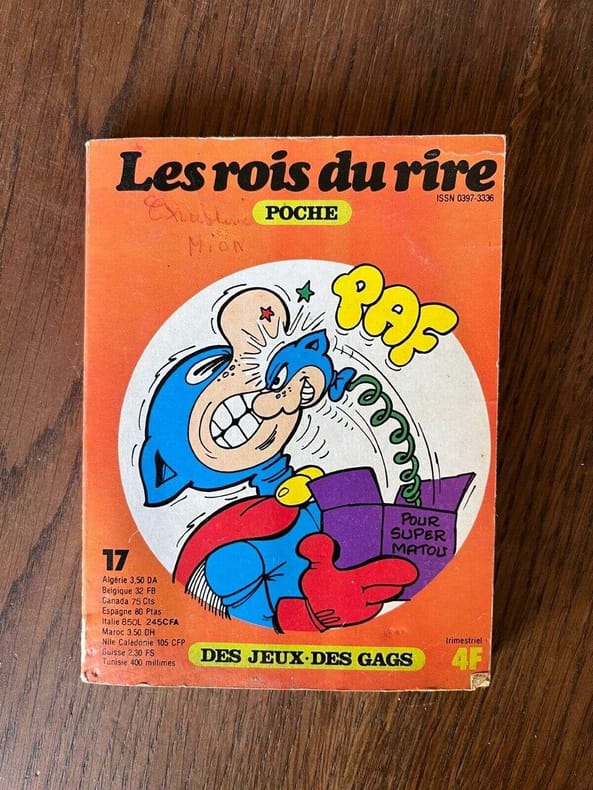 Les rois du rire
ISSN 0397-3336
POCHE
Mion
PAF
POUR
SUPER
MATOU
17
Algérie 3,50 DA
Belgique 32 FB
Canada 75 Cts
Espagne 80 Ptas
Italie 850L 245CFA
Maroc 3.50 DH
Nlle Calédonie 105 CFP
Suisse 2.30 FS
Tunisie 400 millimes
trimestriel
4F
DES JEUX·DES GAGS